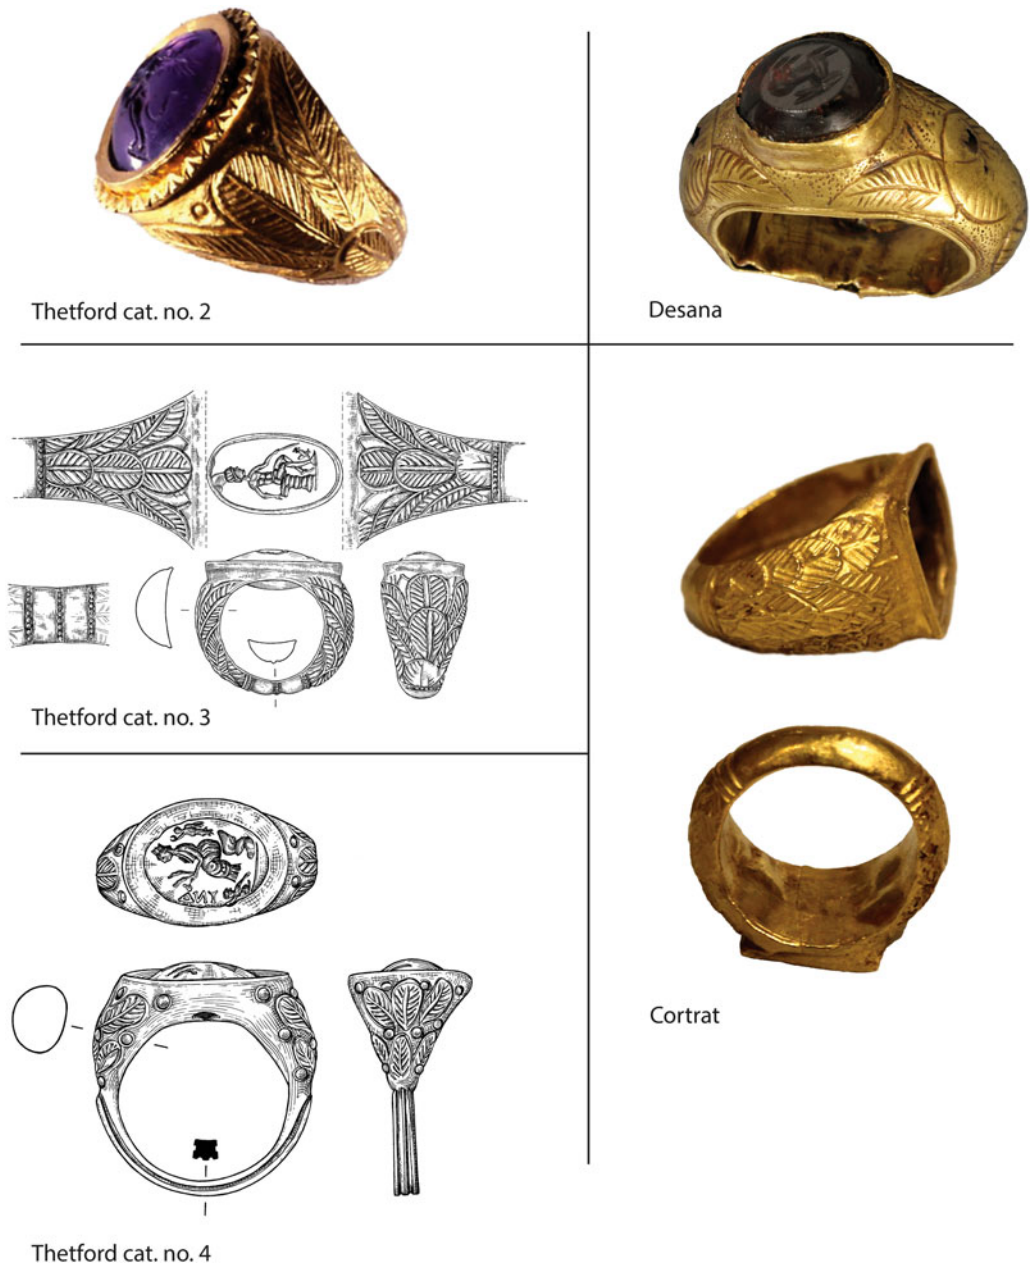 Thetford cat. no. 2
Desana
Thetford cat. no. 3
Cortrat
Thetford cat. no. 4